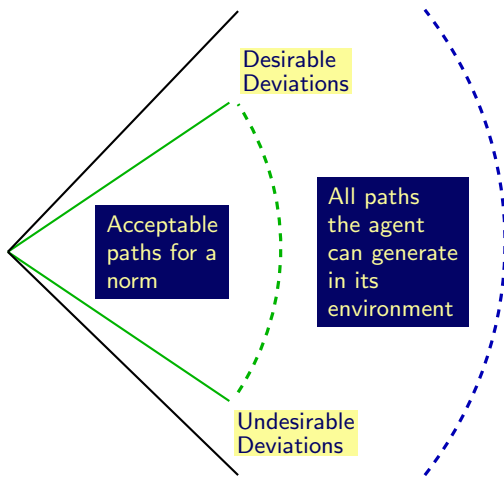 Desirable
Deviations
Acceptable
paths for a
norm
All paths
the agent
can generate
in its
environment
Undesirable
Deviations